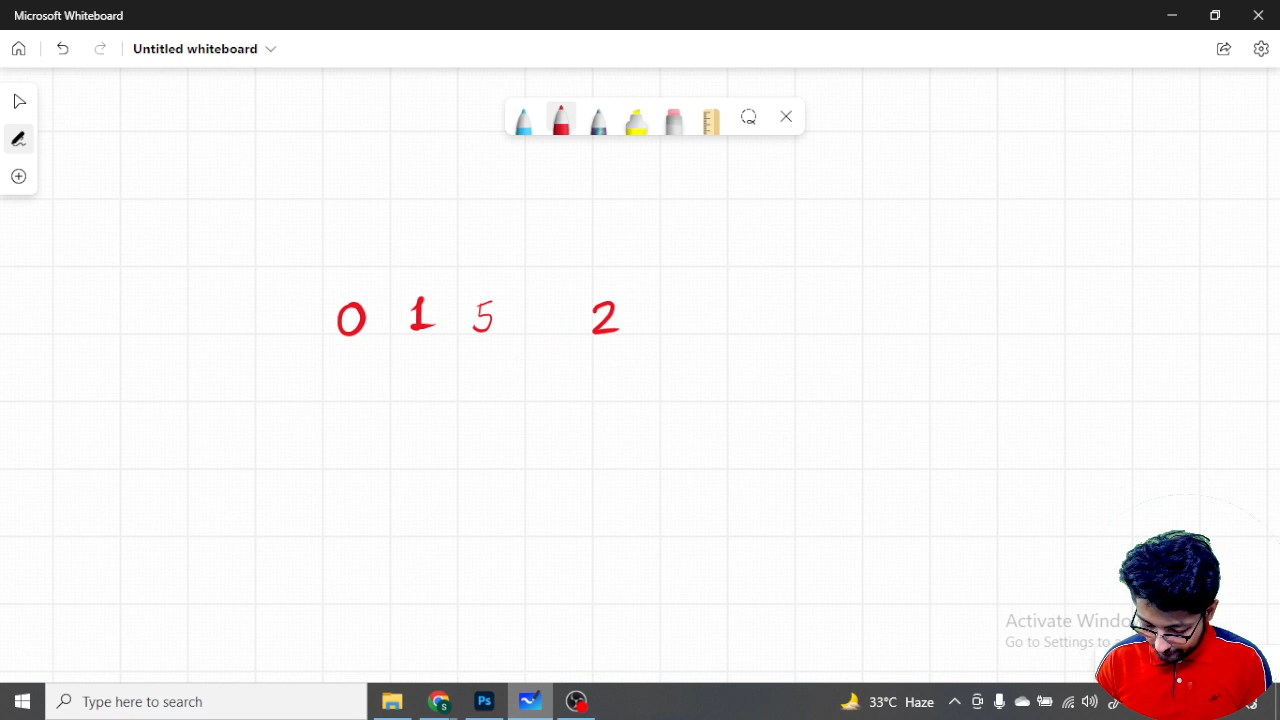 Microsoft Whiteboard
Untitled whiteboard
0 1 5 2
Activate Windo
Go to Settings to
Type here to search
Ps
33°C Haze